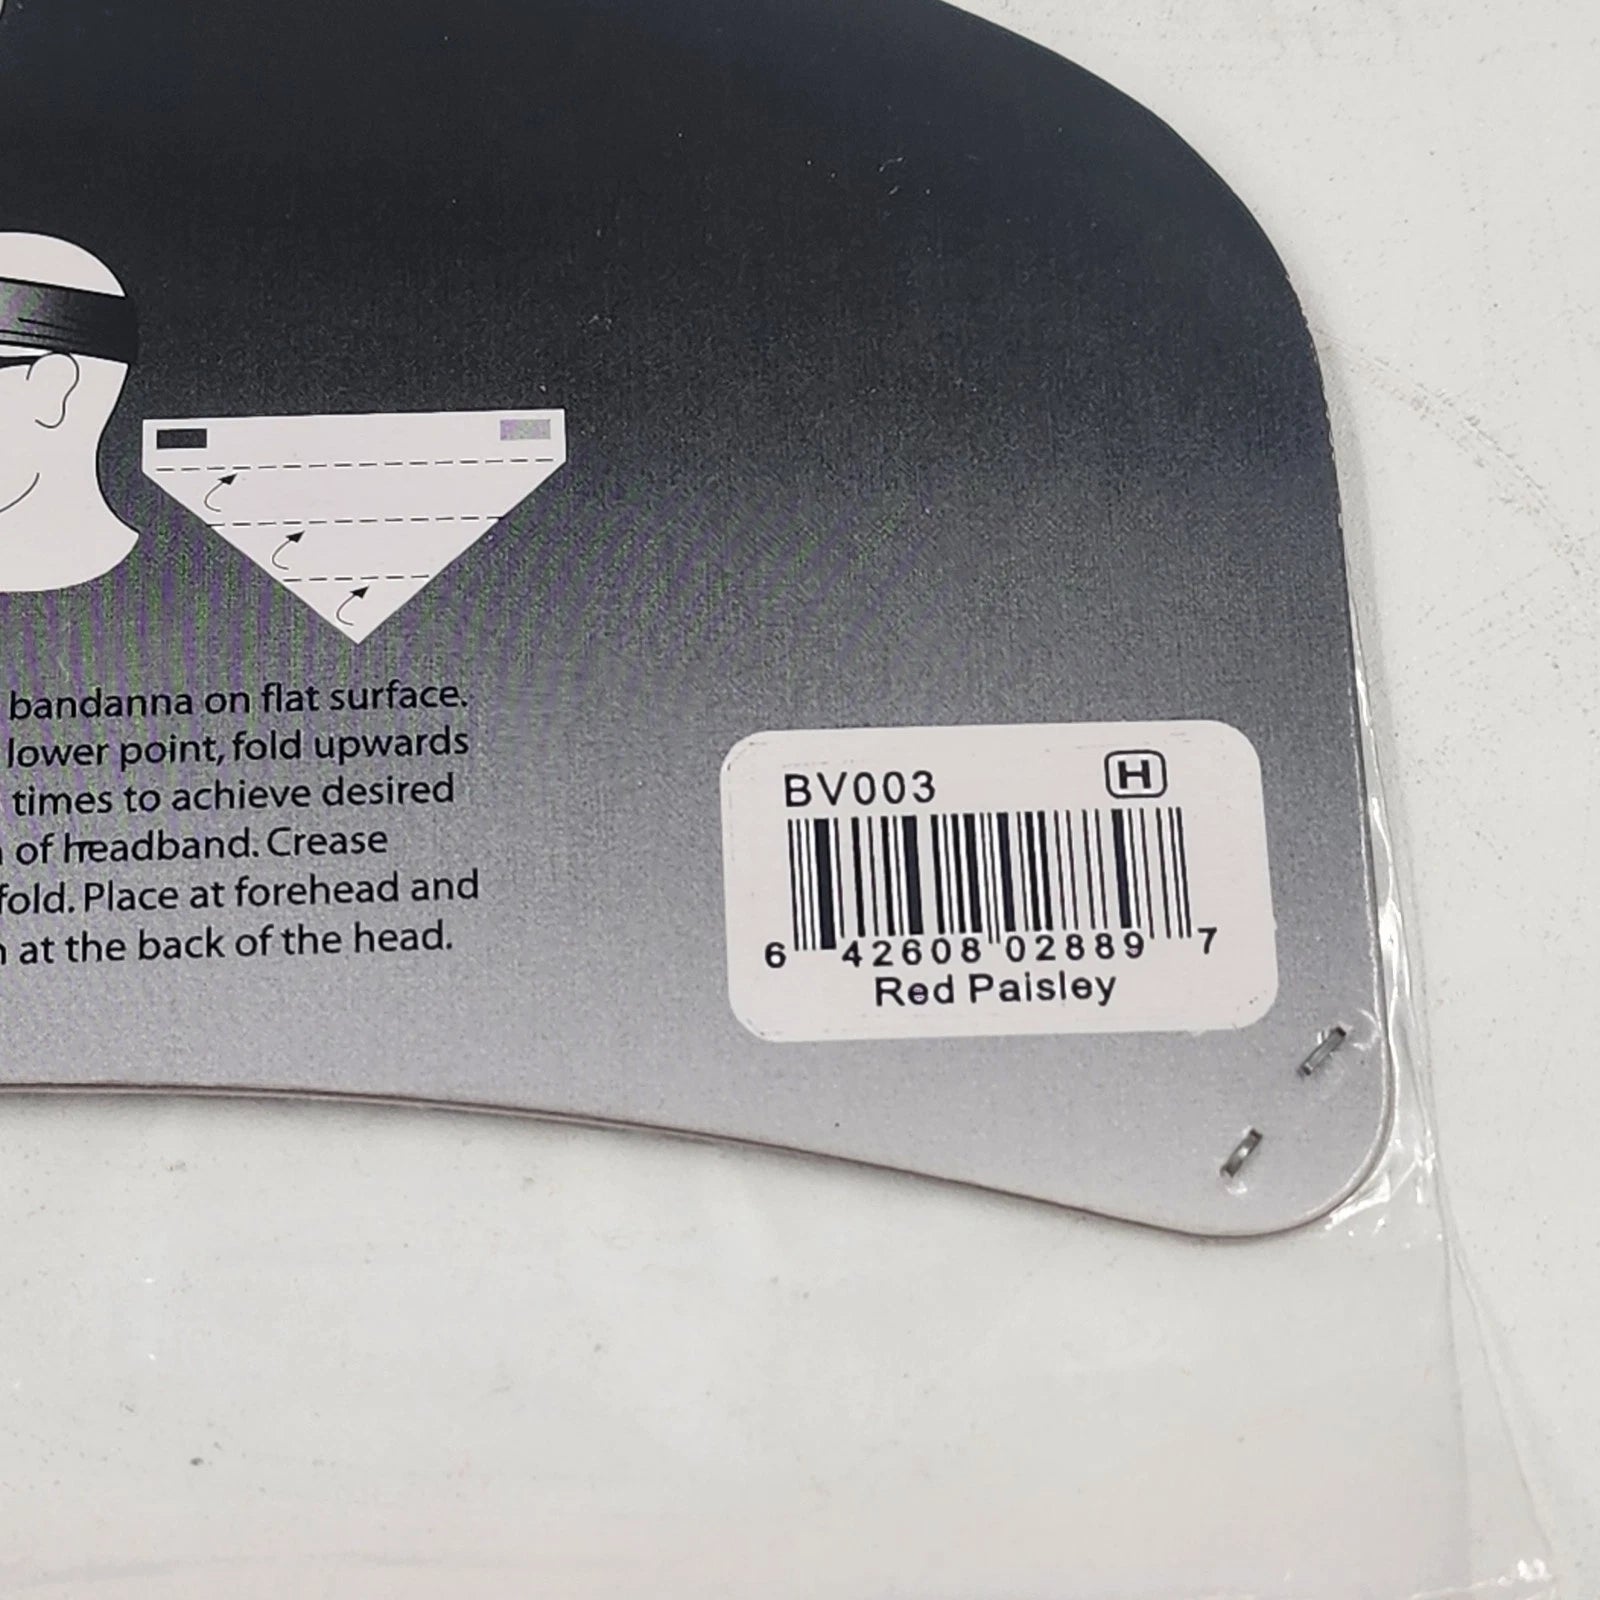 bandanna on flat surface.
lower point, fold upwards
times to achieve desired
of headband. Crease
fold. Place at forehead and
at the back of the head.
BV003 H
6 42608 02889 7
Red Paisley